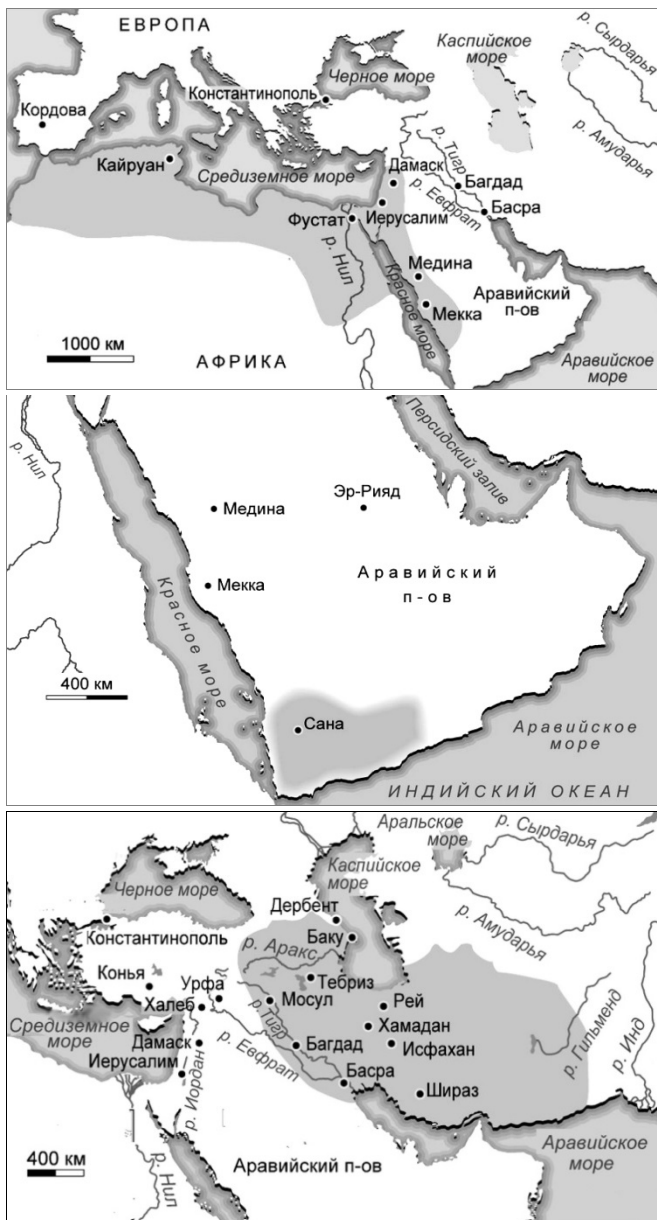 ЕВРОПА
Каспийское
море
р. Сырдарья
Черное море
Константинополь
Кордова
р. Амударья
р. Тигр
Кайруан
Дамаск
Средиземное море
Багдад
р. Евфрат
Иерусалим
Басра
Фустат
р. Нил
Медина
Красное море
Аравийский
п-ов
Мекка
1000 км
АФРИКА
Аравийское
море
Персидский залив
р. Нил
Эр-Рияд
Медина
Аравийский
п-ов
Мекка
Красное море
400 км
Сана
Аравийское
море
ИНДИЙСКИЙ ОКЕАН
Аральское
море
р. Сырдарья
Каспийское
море
Черное море
Дербент
р. Амударья
Константинополь
Баку
р. Аракс
Конья
Урфа
Тебриз
Халеб
Мосул
Рей
Средиземное
море
р. Тигр
Хамадан
р. Гильменд
р. Инд
Дамаск
Багдад
Исфахан
Иерусалим
р. Евфрат
р. Иордан
Басра
Шираз
400 км
р. Нил
Аравийский п-ов
Аравийское
море